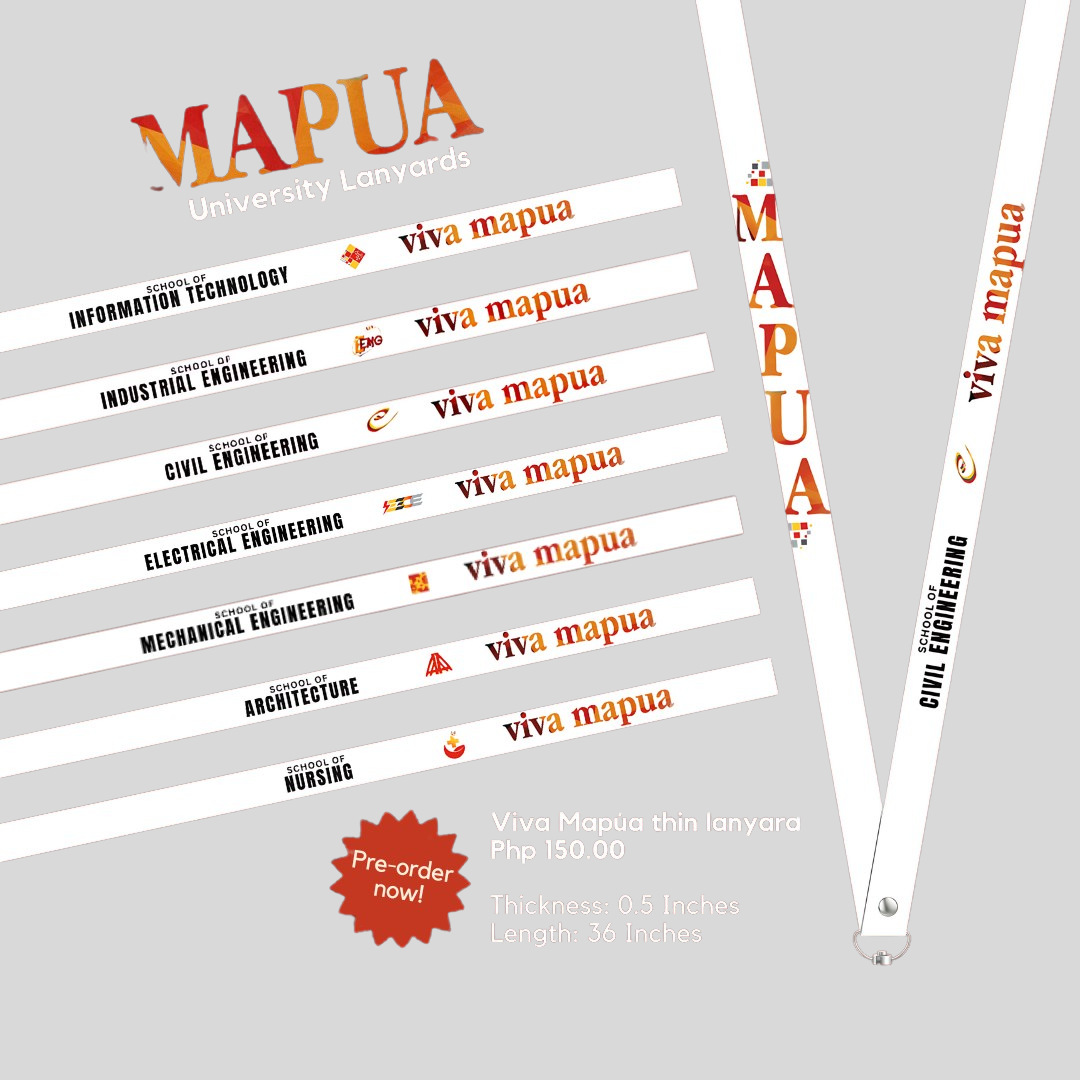 MAPUA
University Lanyards
SCHOOL OF
INFORMATION TECHNOLOGY
viva mapua
SCHOOL OF
INDUSTRIAL ENGINEERING
IEMG
viva mapua
SCHOOL OF
CIVIL ENGINEERING
viva mapua
SCHOOL OF
ELECTRICAL ENGINEERING
viva mapua
SCHOOL OF
MECHANICAL ENGINEERING
viva mapua
SCHOOL OF
ARCHITECTURE
viva mapua
SCHOOL OF
NURSING
viva mapua
MAPUA
SCHOOL OF
CIVIL ENGINEERING
viva mapua
Pre-order
now!
Viva Mapúa thin lanyara
Php 150.00
Thickness: 0.5 Inches
Length: 36 Inches